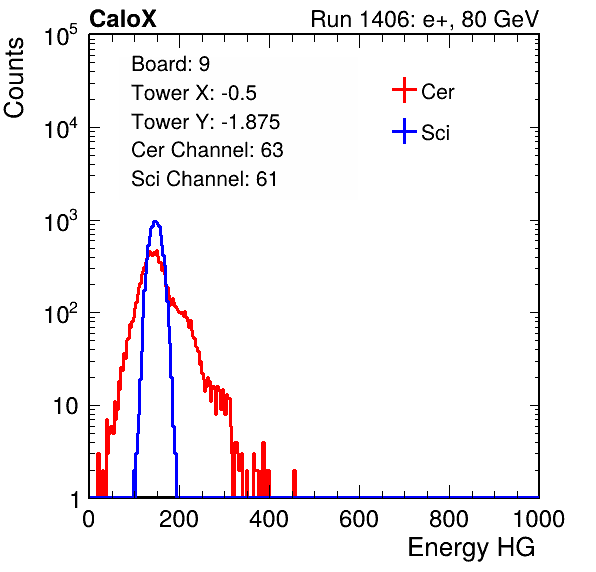 CaloX Run 1406: e+, 80 GeV
Counts
Board: 9
Tower X: -0.5
Tower Y: -1.875
Cer Channel: 63
Sci Channel: 61
Cer
Sci
10^5
10^4
10^3
10^2
10
1
0 200 400 600 800 1000
Energy HG